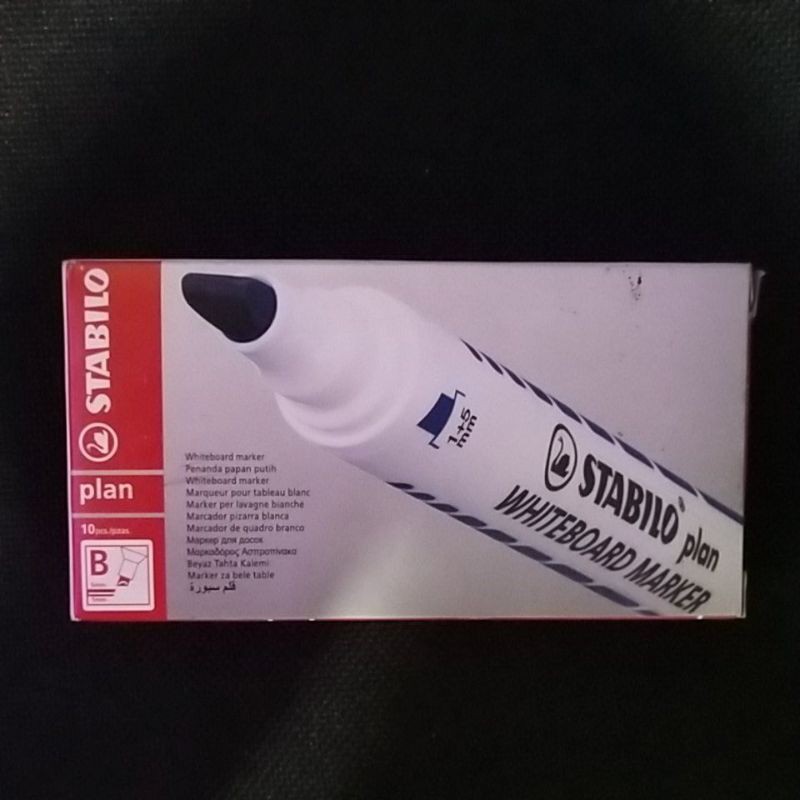 STABILO
plan
10 pcs./pzas.
B
5mm
1mm
Whiteboard marker
Penanda papan putih
Whiteboard marker
Marqueur pour tableau blanc
Marker per lavagne bianche
Marcador pizarra blanca
Marcador de quadro branco
Маркер для досок
Μαρκαδόρος Ασπροπίνακα
Beyaz Tahta Kalemi
Marker za bele table
قلم سبورة
1+5
mm
STABILO® plan
WHITEBOARD MARKER